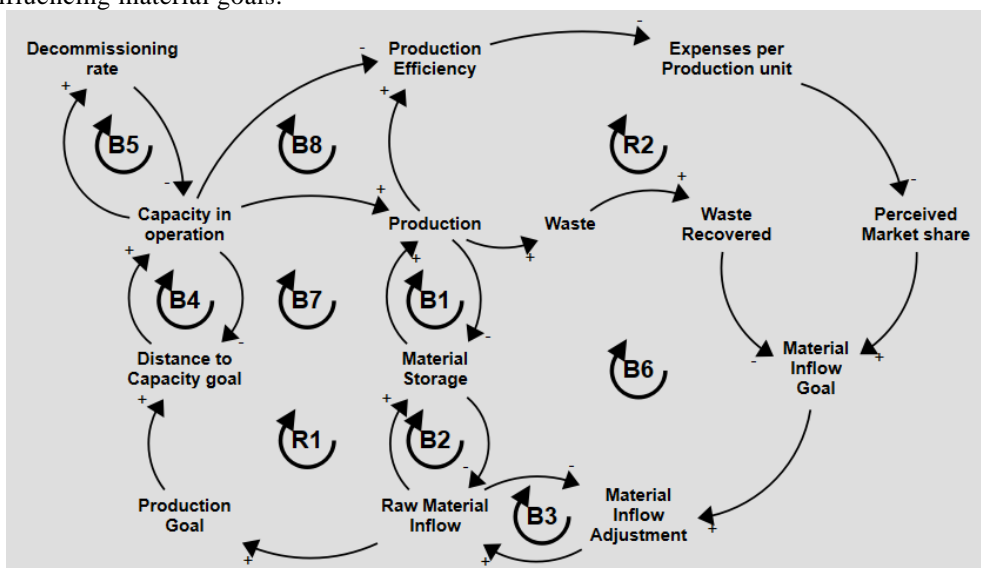 nfluencing material goals.
Decommissioning
rate
Production
Efficiency
Expenses per
Production unit
-
-
+
+
B5
B8
R2
-
+
+
-
Capacity in
operation
Production
Waste
Waste
Recovered
Perceived
Market share
+
+
+
B4
B7
B1
-
-
Distance to
Capacity goal
Material
Storage
B6
Material
Inflow
Goal
-
+
+
+
R1
B2
-
-
Production
Goal
Raw Material
Inflow
B3
Material
Inflow
Adjustment
+
+
+